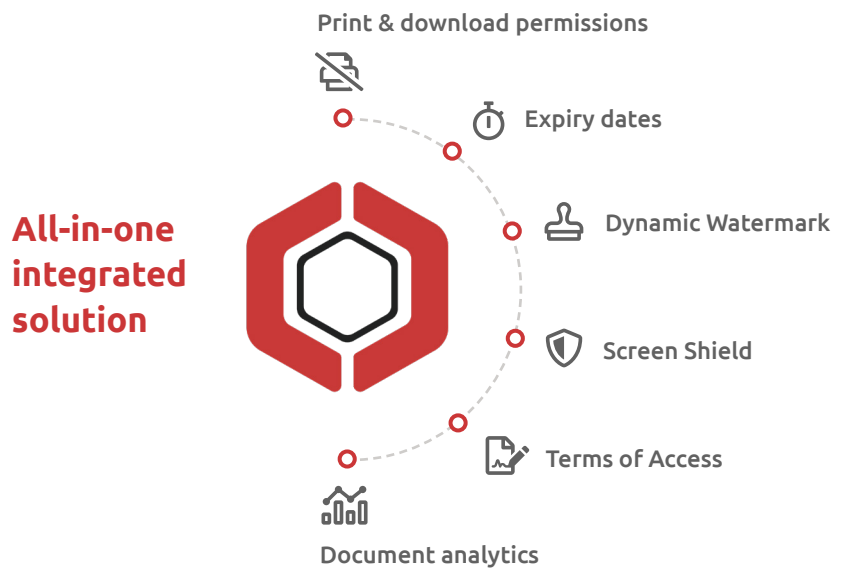 Print & download permissions
Expiry dates
Dynamic Watermark
All-in-one
integrated
solution
Screen Shield
Terms of Access
Document analytics